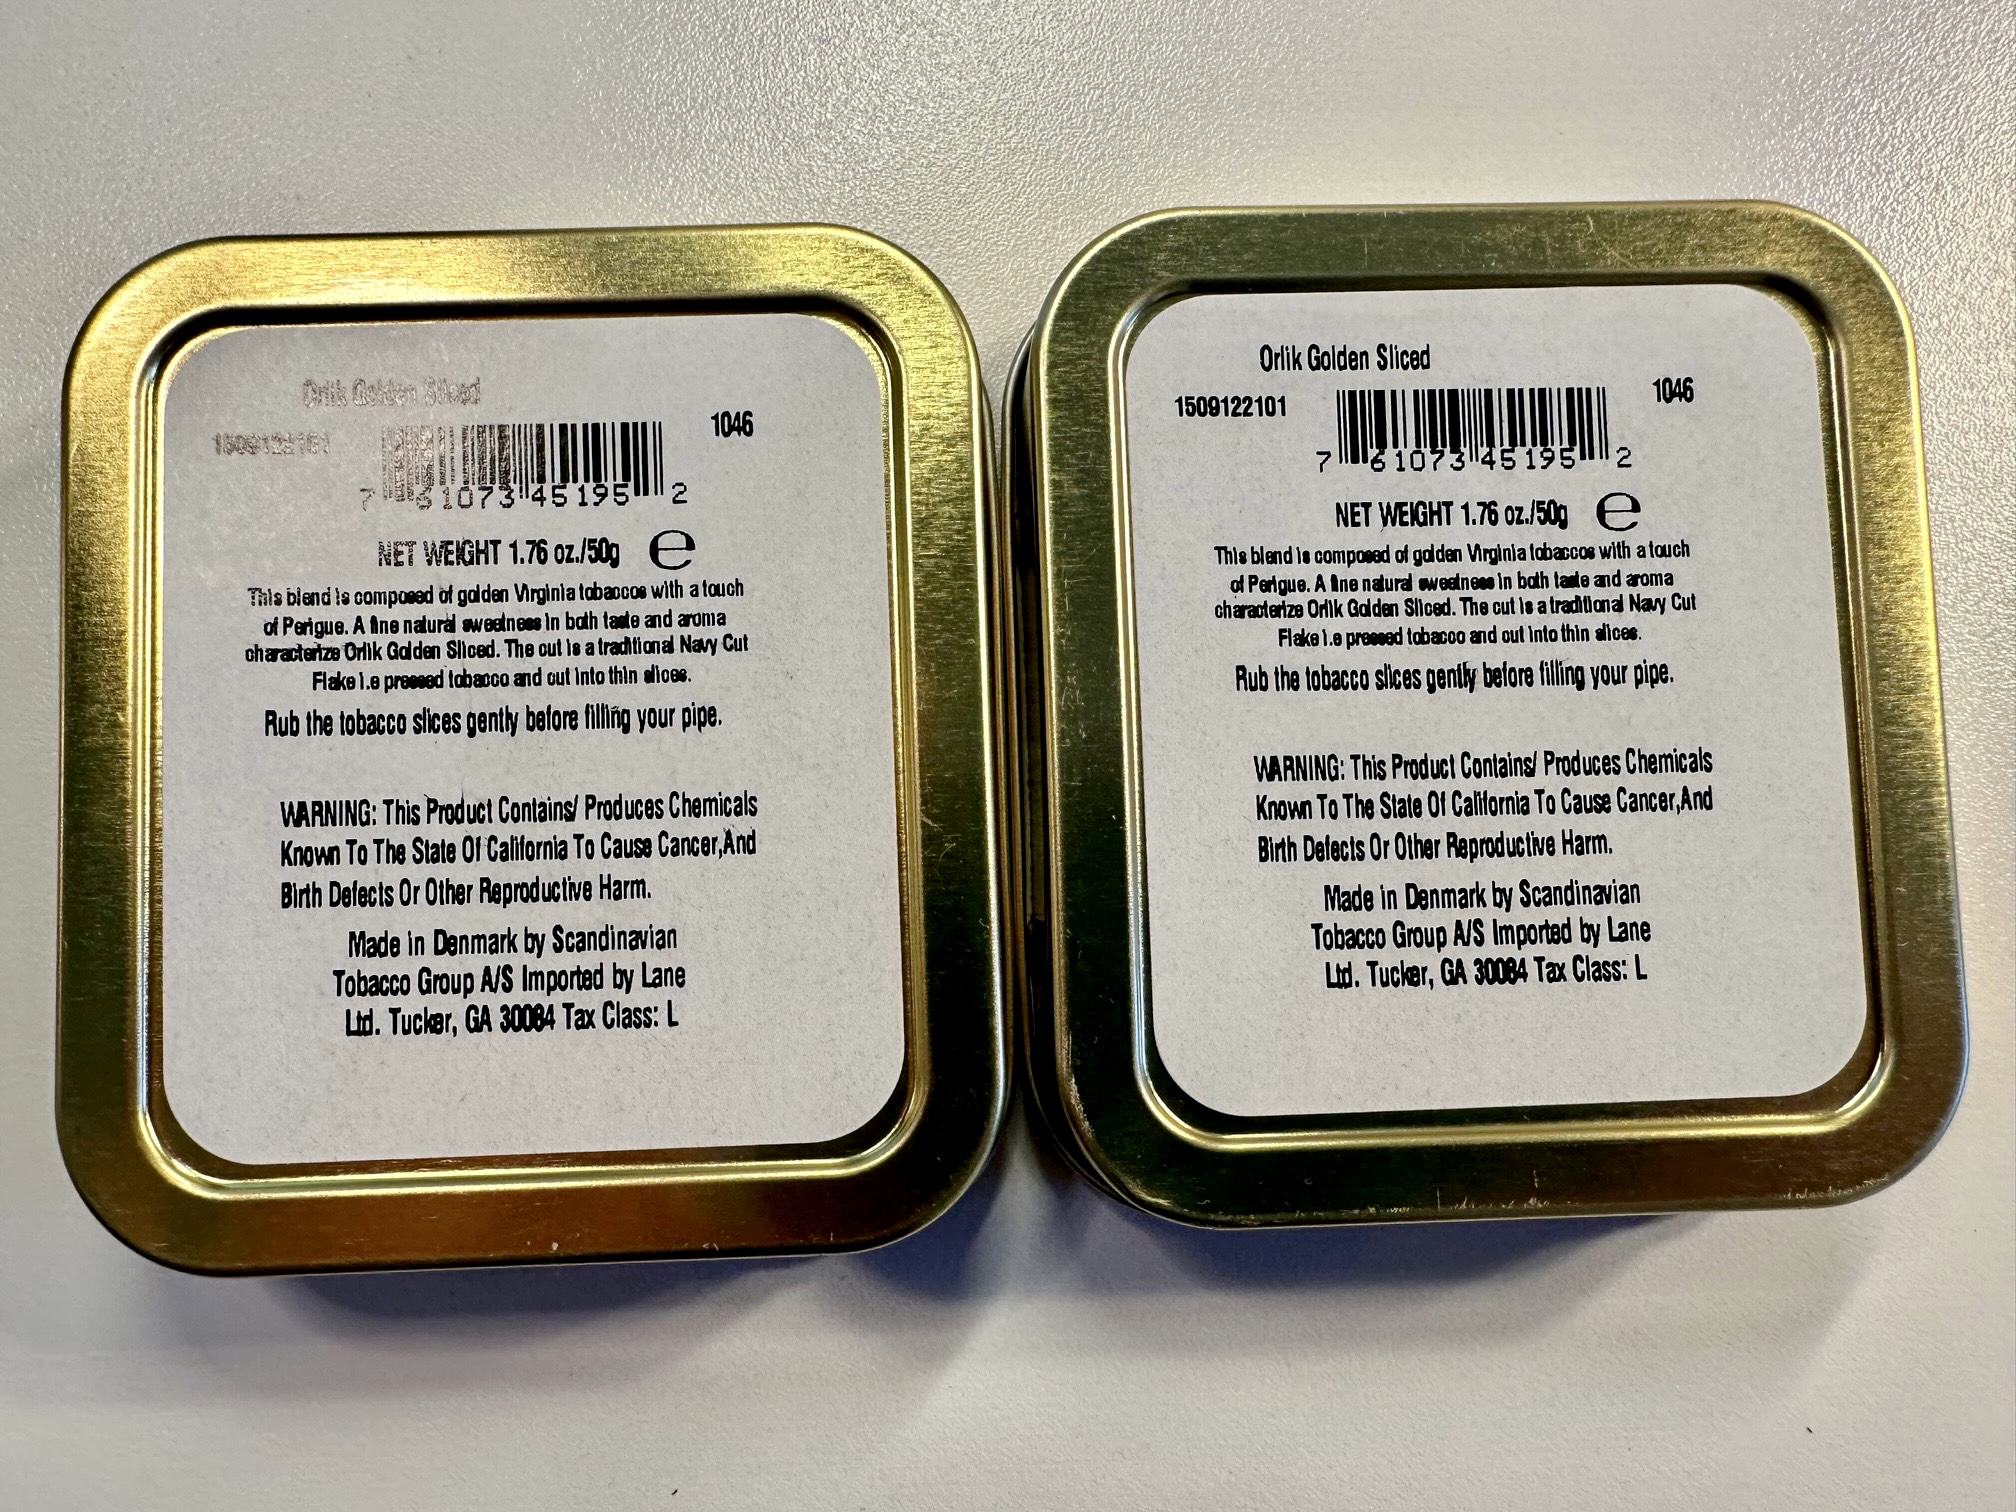 Orlik Golden Sliced
1509122101
1046
7 61073 45195 2
NET WEIGHT 1.76 oz./50g e
This blend is composed of golden Virginia tobaccos with a touch
of Perique. A fine natural sweetness in both taste and aroma
characterize Orlik Golden Sliced. The cut is a traditional Navy Cut
Flake i.e pressed tobacco and cut into thin slices.
Rub the tobacco slices gently before filling your pipe.
WARNING: This Product Contains/ Produces Chemicals
Known To The State Of California To Cause Cancer,And
Birth Defects Or Other Reproductive Harm.
Made in Denmark by Scandinavian
Tobacco Group A/S Imported by Lane
Ltd. Tucker, GA 30084 Tax Class: L
Orlik Golden Sliced
1509122101
1046
7 61073 45195 2
NET WEIGHT 1.76 oz./50g e
This blend is composed of golden Virginia tobaccos with a touch
of Perique. A fine natural sweetness in both taste and aroma
characterize Orlik Golden Sliced. The cut is a traditional Navy Cut
Flake i.e pressed tobacco and cut into thin slices.
Rub the tobacco slices gently before filling your pipe.
WARNING: This Product Contains/ Produces Chemicals
Known To The State Of California To Cause Cancer,And
Birth Defects Or Other Reproductive Harm.
Made in Denmark by Scandinavian
Tobacco Group A/S Imported by Lane
Ltd. Tucker, GA 30084 Tax Class: L